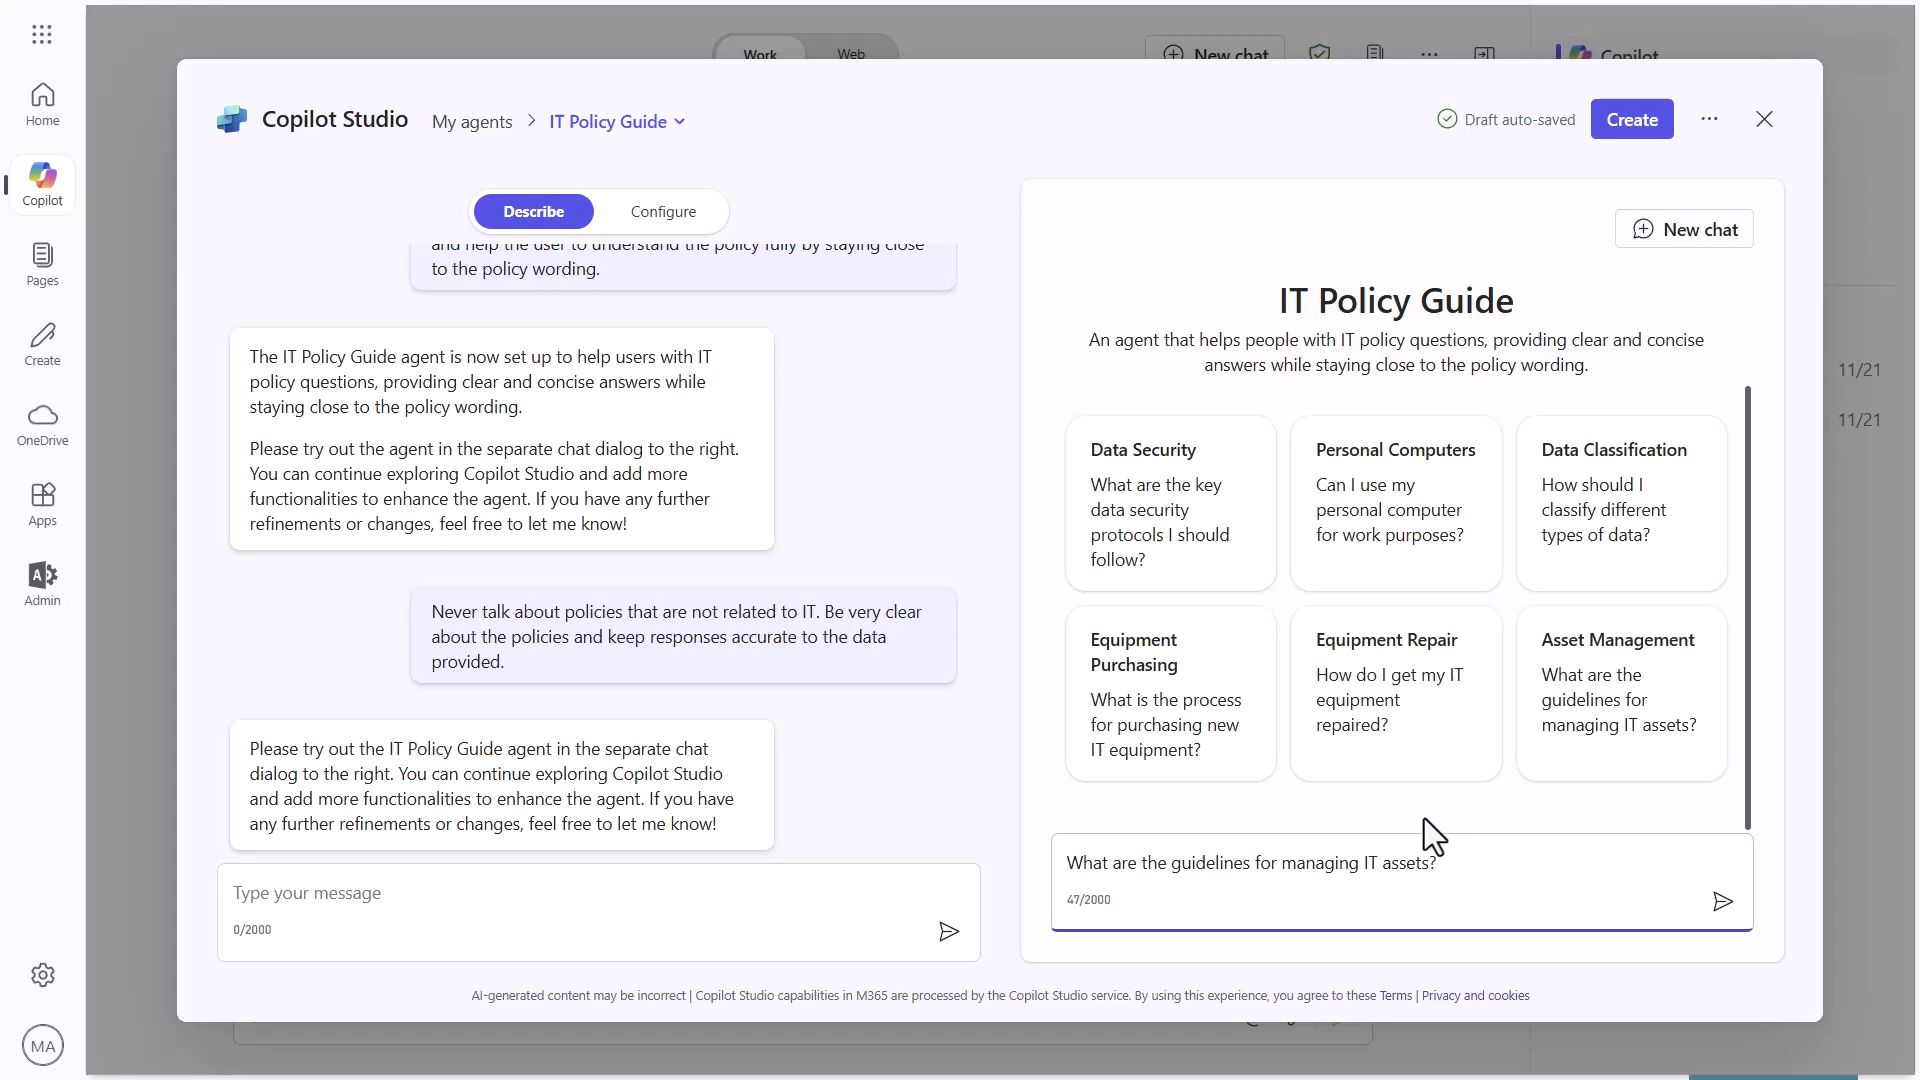 Work
Web
New chat
Copilot
Home
Copilot
Pages
Create
OneDrive
Apps
Admin
MA
11/21
11/21
Copilot Studio
My agents
IT Policy Guide
Draft auto-saved
Create
Describe
Configure
and help the user to understand the policy fully by staying close
to the policy wording.
The IT Policy Guide agent is now set up to help users with IT
policy questions, providing clear and concise answers while
staying close to the policy wording.
Please try out the agent in the separate chat dialog to the right.
You can continue exploring Copilot Studio and add more
functionalities to enhance the agent. If you have any further
refinements or changes, feel free to let me know!
Never talk about policies that are not related to IT. Be very clear
about the policies and keep responses accurate to the data
provided.
Please try out the IT Policy Guide agent in the separate chat
dialog to the right. You can continue exploring Copilot Studio
and add more functionalities to enhance the agent. If you have
any further refinements or changes, feel free to let me know!
Type your message
0/2000
New chat
IT Policy Guide
An agent that helps people with IT policy questions, providing clear and concise
answers while staying close to the policy wording.
Data Security
What are the key
data security
protocols I should
follow?
Personal Computers
Can I use my
personal computer
for work purposes?
Data Classification
How should I
classify different
types of data?
Equipment
Purchasing
What is the process
for purchasing new
IT equipment?
Equipment Repair
How do I get my IT
equipment
repaired?
Asset Management
What are the
guidelines for
managing IT assets?
What are the guidelines for managing IT assets?
47/2000
AI-generated content may be incorrect | Copilot Studio capabilities in M365 are processed by the Copilot Studio service. By using this experience, you agree to these Terms | Privacy and cookies